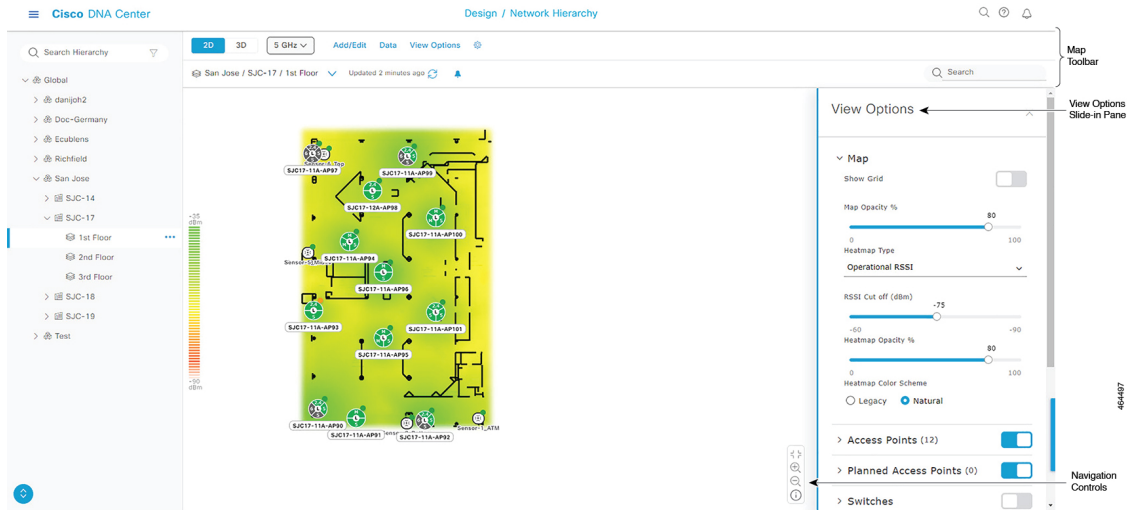 Cisco DNA Center
Design / Network Hierarchy
Map
Toolbar
Search Hierarchy
2D 3D 5 GHz Add/Edit Data View Options
San Jose / SJC-17 / 1st Floor Updated 2 minutes ago
Search
Global
danijoh2
Doc-Germany
Ecublens
Richfield
San Jose
SJC-14
SJC-17
1st Floor
2nd Floor
3rd Floor
SJC-18
SJC-19
Test
-35
dBm
-90
dBm
SJC17-11A-AP97
SJC17-11A-AP99
SJC17-12A-AP98
SJC17-11A-AP100
SJC17-11A-AP94
SJC17-11A-AP96
SJC17-11A-AP93
SJC17-11A-AP101
SJC17-11A-AP95
SJC17-11A-AP90
SJC17-11A-AP91
SJC17-11A-AP92
Sensor-1_ATM
View Options
View Options
Slide-in Pane
Map
Show Grid
Map Opacity %
80
0 100
Heatmap Type
Operational RSSI
RSSI Cut off (dBm)
-75
-60 -90
Heatmap Opacity %
80
0 100
Heatmap Color Scheme
Legacy Natural
Access Points (12)
Planned Access Points (0)
Switches
Navigation
Controls
464497